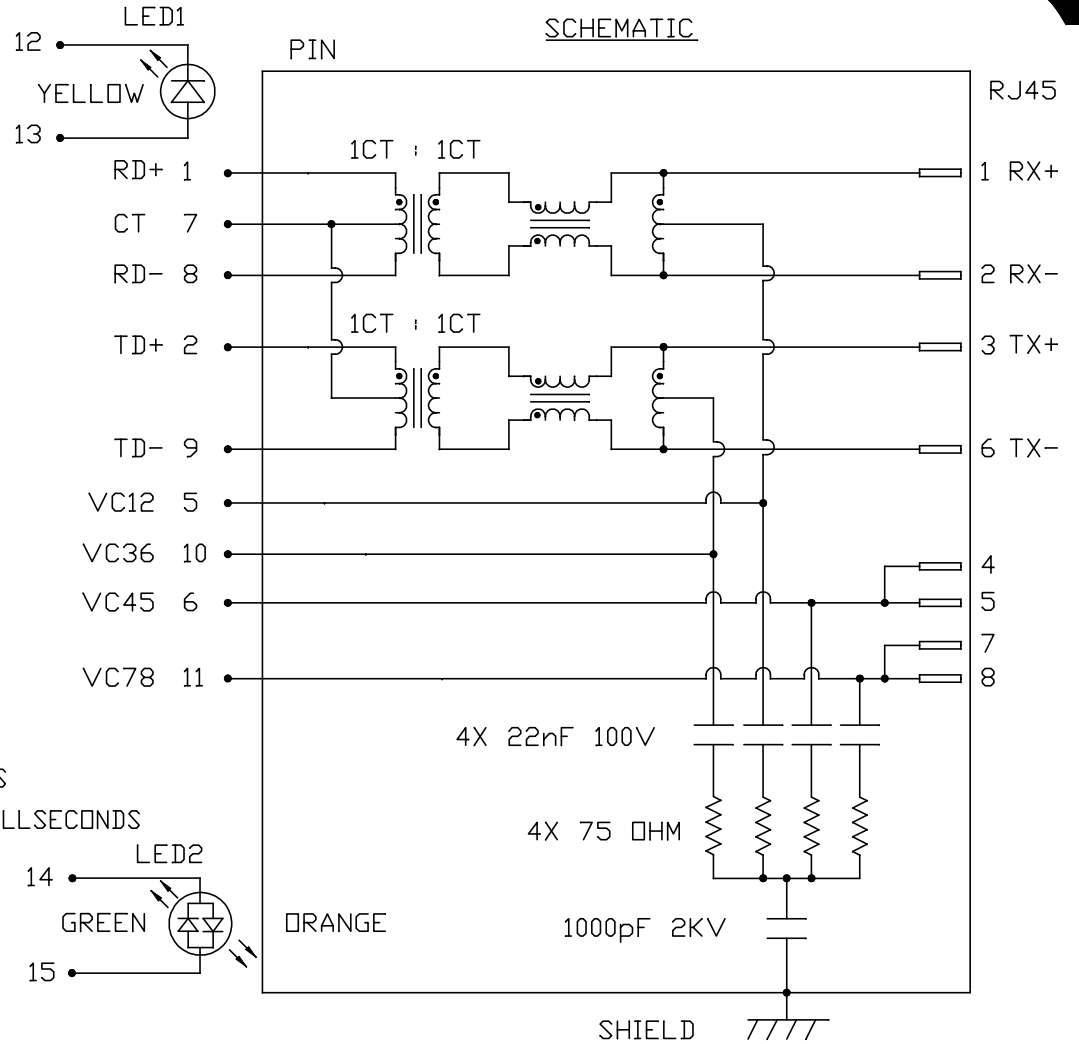 LED1
SCHEMATIC
12
PIN
YELLOW
RJ45
13
1CT : 1CT
RD+ 1
1 RX+
CT 7
RD- 8
2 RX-
1CT : 1CT
TD+ 2
3 TX+
TD- 9
6 TX-
VC12 5
VC36 10
4
VC45 6
5
7
VC78 11
8
4X 22nF 100V
S
LLSECONDS
4X 75 OHM
LED2
14
GREEN
ORANGE
1000pF 2KV
15
SHIELD